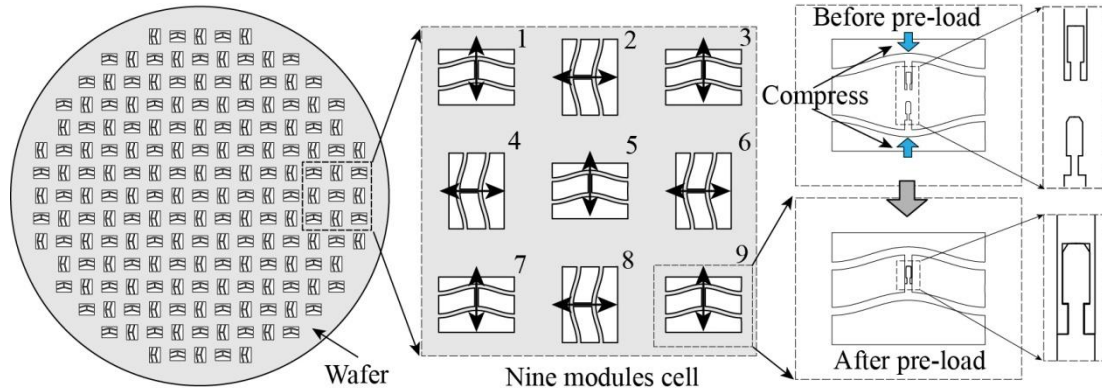 Wafer
1
2
3
4
5
6
7
8
9
Nine modules cell
Before pre-load
Compress
After pre-load